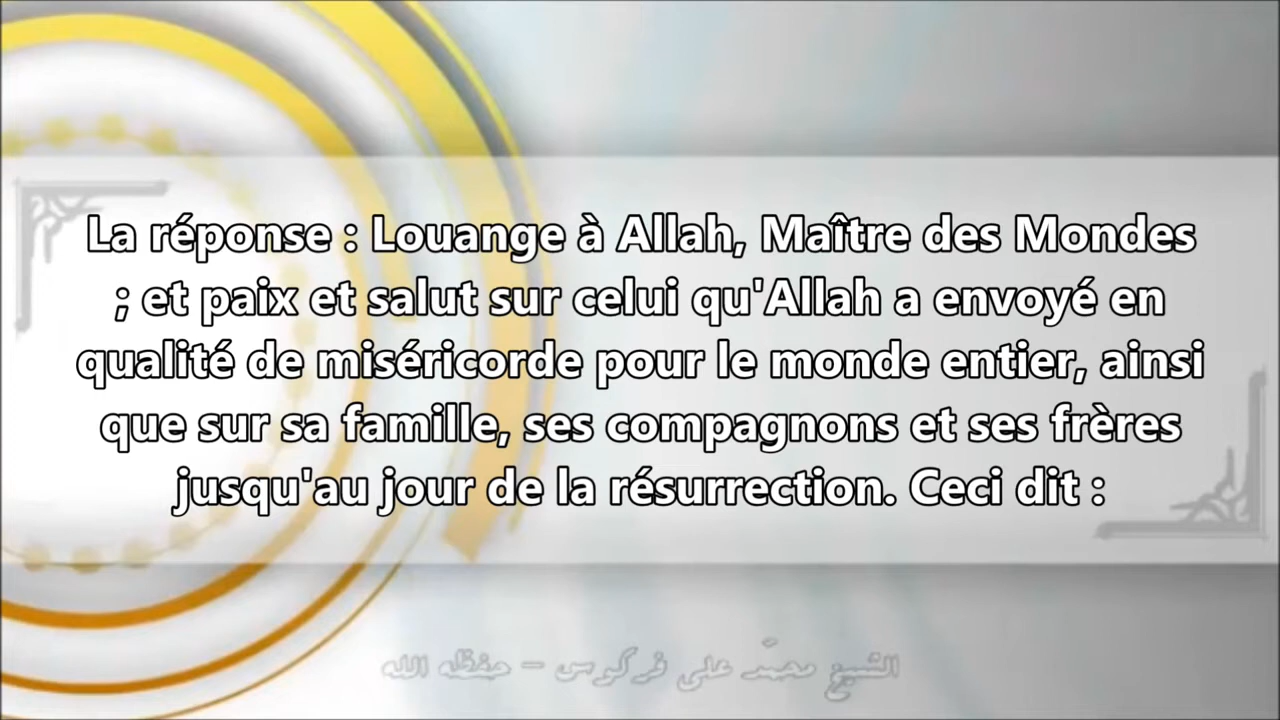 La réponse : Louange à Allah, Maître des Mondes
; et paix et salut sur celui qu'Allah a envoyé en
qualité de miséricorde pour le monde entier, ainsi
que sur sa famille, ses compagnons et ses frères
jusqu'au jour de la résurrection. Ceci dit :
الشيخ محمّد علي فركوس – حفظه الله